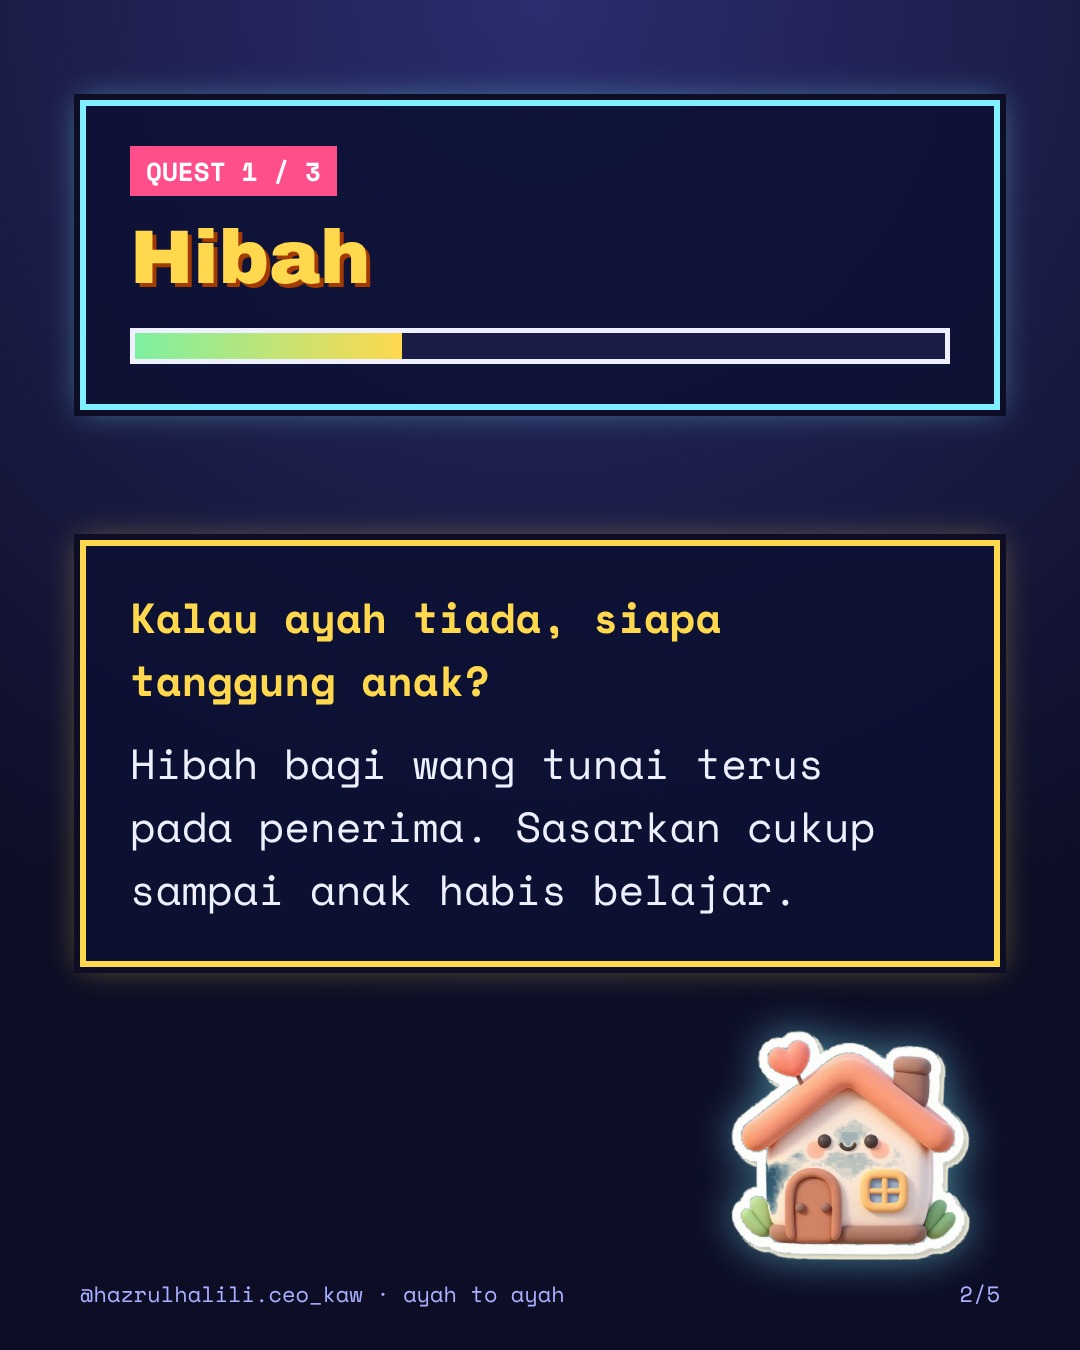 QUEST 1 / 3
Hibah
Kalau ayah tiada, siapa
tanggung anak?
Hibah bagi wang tunai terus
pada penerima. Sasarkan cukup
sampai anak habis belajar.
@hazrulhalili.ceo_kaw · ayah to ayah
2/5